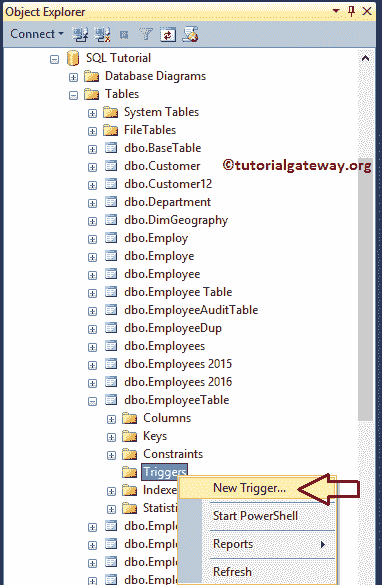 Object Explorer
Connect
SQL Tutorial
Database Diagrams
Tables
System Tables
FileTables
dbo.BaseTable
dbo.Customer
©tutorialgateway.org
dbo.Customer12
dbo.Department
dbo.DimGeography
dbo.Employ
dbo.Employe
dbo.Employee
dbo.Employee Table
dbo.EmployeeAuditTable
dbo.EmployeeDup
dbo.Employees
dbo.Employees 2015
dbo.Employees 2016
dbo.EmployeeTable
Columns
Keys
Constraints
Triggers
New Trigger...
Indexe
Statisti
Start PowerShell
dbo.Empl
dbo.Empl
Reports
dbo.Empl
Refresh
dbo.Empl